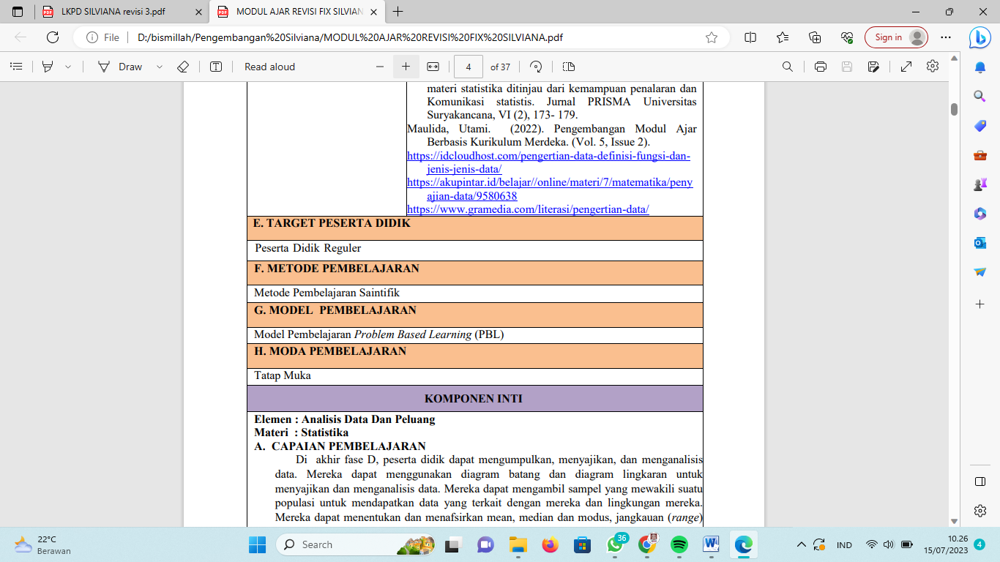 LKPD SILVIANA revisi 3.pdf
MODUL AJAR REVISI FIX SILVIAN
File
D:/bismillah/Pengembangan%20Silviana/MODUL%20AJAR%20REVISI%20FIX%20SILVIANA.pdf
Sign in
Draw
Read aloud
4
of 37
materi statistika ditinjau dari kemampuan penalaran dan
Komunikasi statistis. Jurnal PRISMA Universitas
Suryakancana, VI (2), 173- 179.
Maulida, Utami. (2022). Pengembangan Modul Ajar
Berbasis Kurikulum Merdeka. (Vol. 5, Issue 2).
https://idcloudhost.com/pengertian-data-definisi-fungsi-dan-
jenis-jenis-data/
https://akupintar.id/belajar//online/materi/7/matematika/peny
ajian-data/9580638
https://www.gramedia.com/literasi/pengertian-data/
E. TARGET PESERTA DIDIK
Peserta Didik Reguler
F. METODE PEMBELAJARAN
Metode Pembelajaran Saintifik
G. MODEL PEMBELAJARAN
Model Pembelajaran Problem Based Learning (PBL)
H. MODA PEMBELAJARAN
Tatap Muka
KOMPONEN INTI
Elemen : Analisis Data Dan Peluang
Materi : Statistika
A. CAPAIAN PEMBELAJARAN
Di akhir fase D, peserta didik dapat mengumpulkan, menyajikan, dan menganalisis
data. Mereka dapat menggunakan diagram batang dan diagram lingkaran untuk
menyajikan dan menganalisis data. Mereka dapat mengambil sampel yang mewakili suatu
populasi untuk mendapatkan data yang terkait dengan mereka dan lingkungan mereka.
Mereka dapat menentukan dan menafsirkan mean, median dan modus, jangkauan (range)
22°C
Berawan
Search
36
IND
10.26
15/07/2023
4